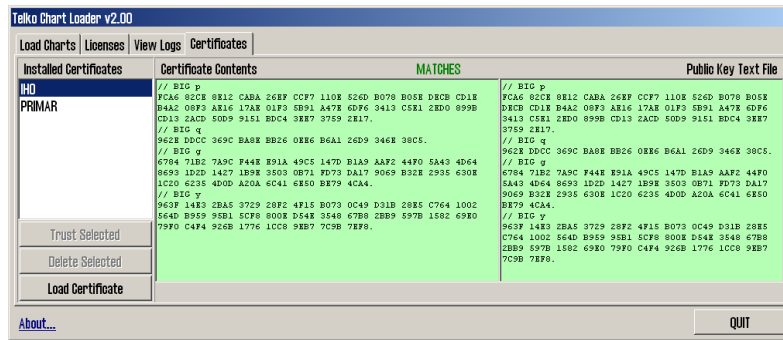 Telko Chart Loader v2.00
Load Charts Licenses View Logs Certificates
Installed Certificates
IHO
PRIMAR
Trust Selected
Delete Selected
Load Certificate
Certificate Contents MATCHES Public Key Text File
// BIG p
FCA6 82CE 8E12 CABA 26EF CCF7 110E 526D B078 B05E DECB CD1E
B4A2 08F3 AE16 17AE 01F3 5B91 A47E 6DF6 3413 C5E1 2ED0 899B
CD13 2ACD 50D9 9151 BDC4 3EE7 3759 2E17.
// BIG q
962E DDCC 369C BA8E BB26 0EE6 B6A1 26D9 346E 38C5.
// BIG g
6784 71B2 7A9C F44E E91A 49C5 147D B1A9 AAF2 44F0 5A43 4D64
8693 1D2D 1427 1B9E 3503 0B71 FD73 DA17 9069 B32E 2935 630E
1C20 6235 4D0D A20A 6C41 6E50 BE79 4CA4.
// BIG y
963F 14E3 2BA5 3729 28F2 4F15 B073 0C49 D31B 28E5 C764 1002
564D B959 95B1 5CF8 800E D54E 3548 67B8 2BB9 597B 1582 69E0
79F0 C4F4 926B 1776 1CC8 9EB7 7C9B 7EF8.
// BIG p
FCA6 82CE 8E12 CABA 26EF CCF7 110E 526D B078 B05E
DECB CD1E B4A2 08F3 AE16 17AE 01F3 5B91 A47E 6DF6
3413 C5E1 2ED0 899B CD13 2ACD 50D9 9151 BDC4 3EE7
3759 2E17.
// BIG q
962E DDCC 369C BA8E BB26 0EE6 B6A1 26D9 346E 38C5.
// BIG g
6784 71B2 7A9C F44E E91A 49C5 147D B1A9 AAF2 44F0
5A43 4D64 8693 1D2D 1427 1B9E 3503 0B71 FD73 DA17
9069 B32E 2935 630E 1C20 6235 4D0D A20A 6C41 6E50
BE79 4CA4.
// BIG y
963F 14E3 2BA5 3729 28F2 4F15 B073 0C49 D31B 28E5
C764 1002 564D B959 95B1 5CF8 800E D54E 3548 67B8
2BB9 597B 1582 69E0 79F0 C4F4 926B 1776 1CC8 9EB7
7C9B 7EF8.
About...
QUIT